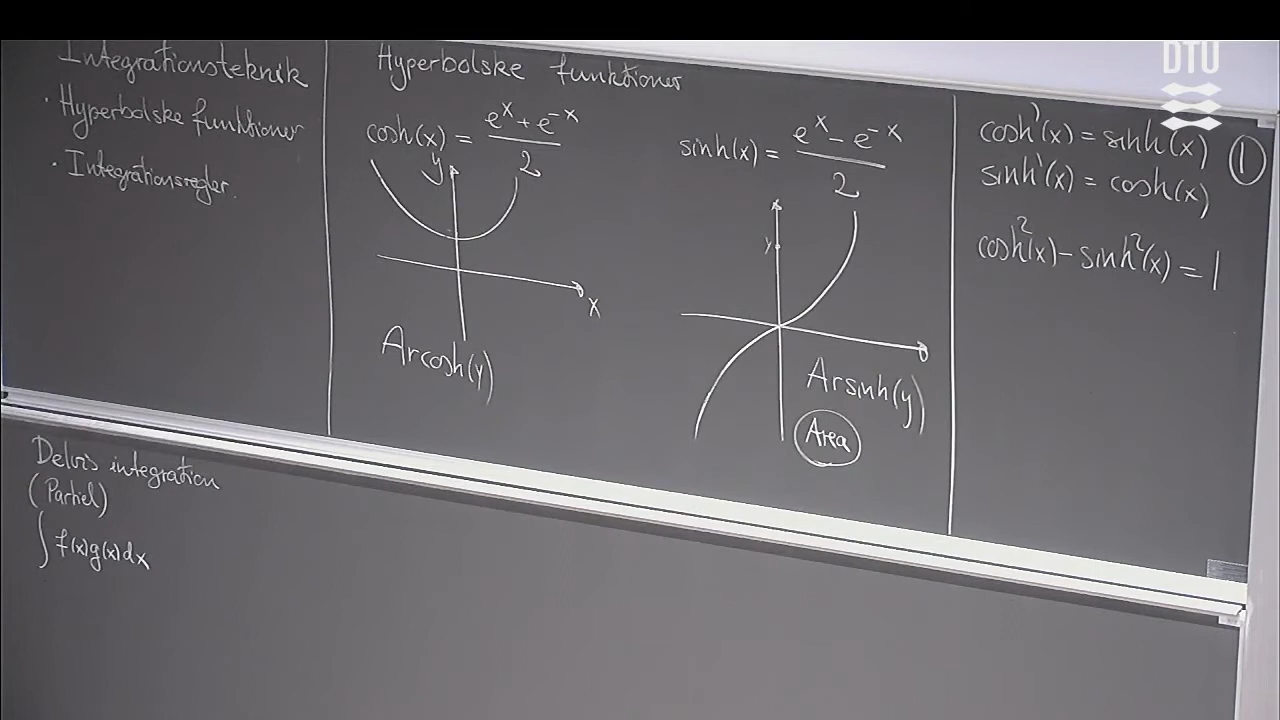 Integrationsteknik
· Hyperbolske funktioner
· Integrationsregler.
Hyperbolske funktioner
cosh(x) = (e^x + e^-x)/2
y
x
Arcosh(y)
sinh(x) = (e^x - e^-x)/2
y
Arsinh(y)
Area
cosh'(x) = sinh(x)
sinh'(x) = cosh(x)
cosh²(x) - sinh²(x) = 1
1
DTU
Delvis integration
(Partiel)
∫ f(x)g(x)dx